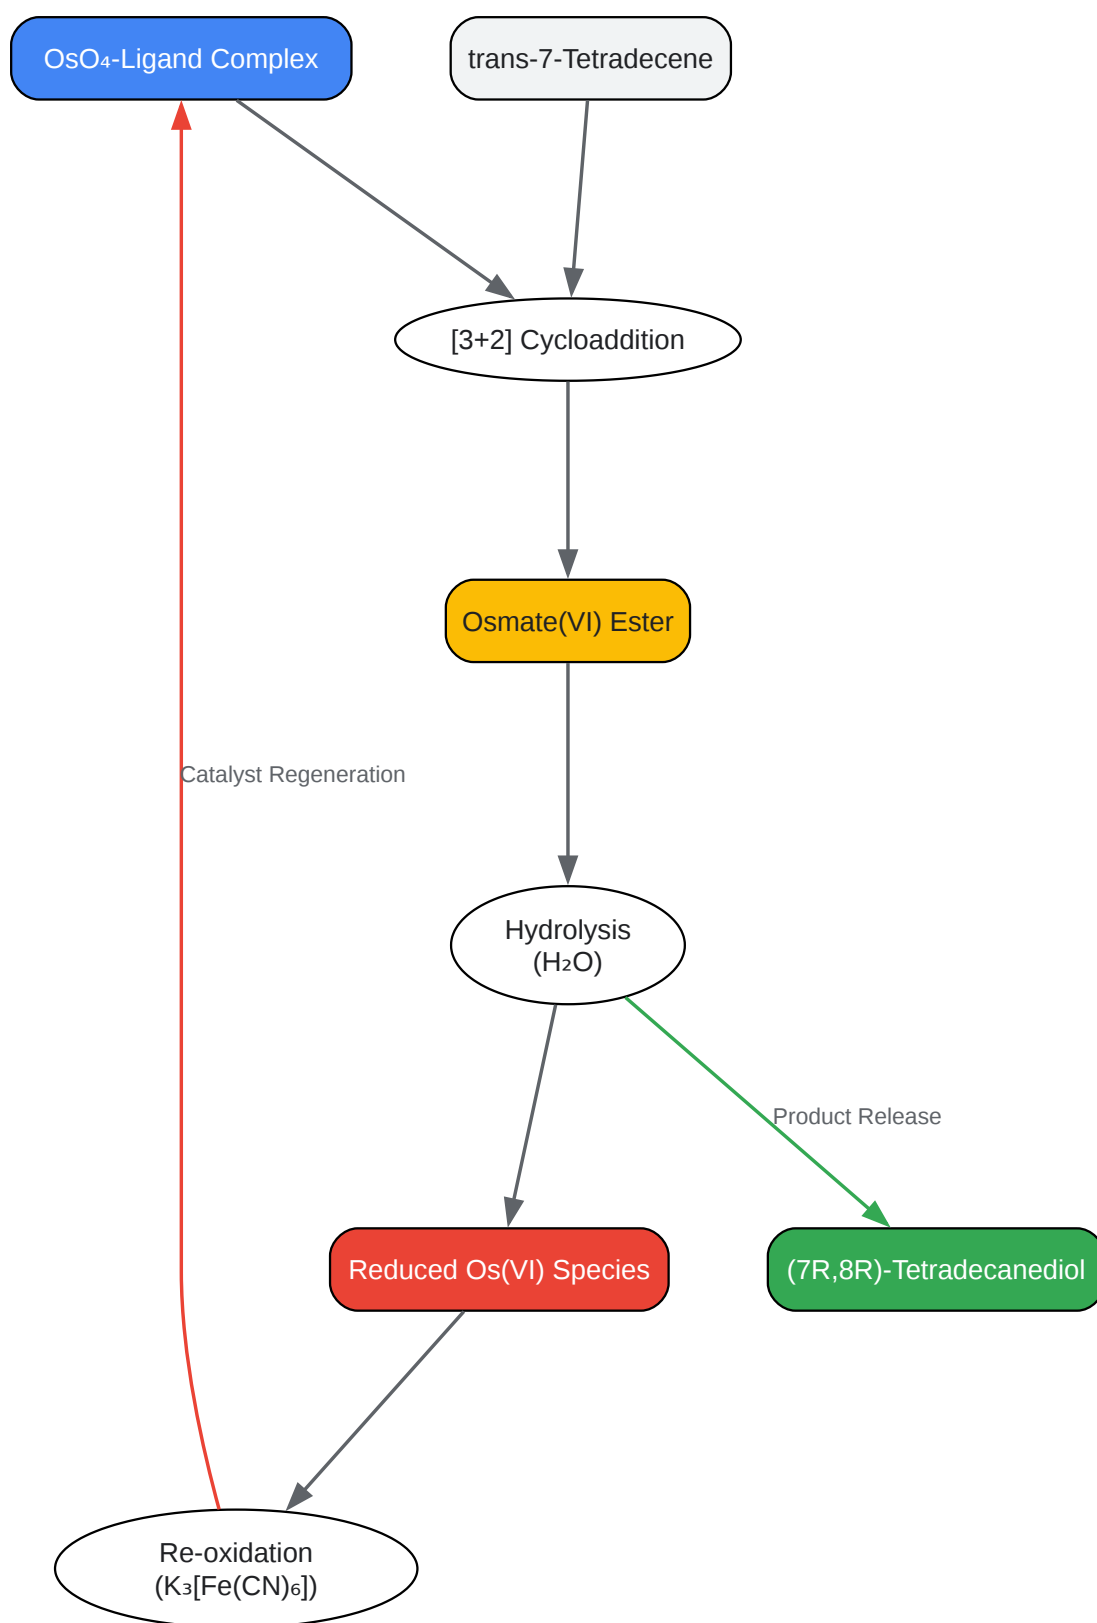 OsO₄-Ligand Complex
trans-7-Tetradecene
[3+2] Cycloaddition
Osmate(VI) Ester
Catalyst Regeneration
Hydrolysis
(H₂O)
Product Release
Reduced Os(VI) Species
(7R,8R)-Tetradecanediol
Re-oxidation
(K₃[Fe(CN)₆])